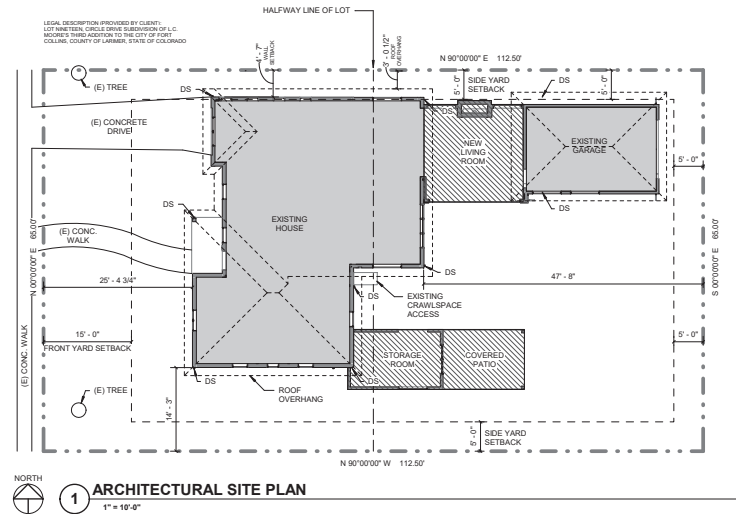 HALFWAY LINE OF LOT
LEGAL DESCRIPTION (PROVIDED BY CLIENT):
LOT NINETEEN, CIRCLE DRIVE SUBDIVISION OF L.C.
MOORE'S THIRD ADDITION TO THE CITY OF FORT
COLLINS, COUNTY OF LARIMER, STATE OF COLORADO
4' - 7"
WALL
SETBACK
3' - 0 1/2"
ROOF
OVERHANG
N 90°00'00" E 112.50'
(E) TREE
DS
5' - 0"
SIDE YARD
SETBACK
DS
5' - 0"
(E) CONCRETE
DRIVE
DS
NEW
LIVING
ROOM
EXISTING
GARAGE
5' - 0"
DS
DS
N 00°00'00" E 65.00'
(E) CONC.
WALK
EXISTING
HOUSE
S 00°00'00" E 65.00'
DS
25' - 4 3/4"
47' - 8"
DS
EXISTING
CRAWLSPACE
ACCESS
15' - 0"
FRONT YARD SETBACK
5' - 0"
(E) CONC. WALK
STORAGE
ROOM
COVERED
PATIO
DS
DS
(E) TREE
ROOF
OVERHANG
14' - 3"
5' - 0"
SIDE YARD
SETBACK
N 90°00'00" W 112.50'
NORTH
1
ARCHITECTURAL SITE PLAN
1" = 10'-0"